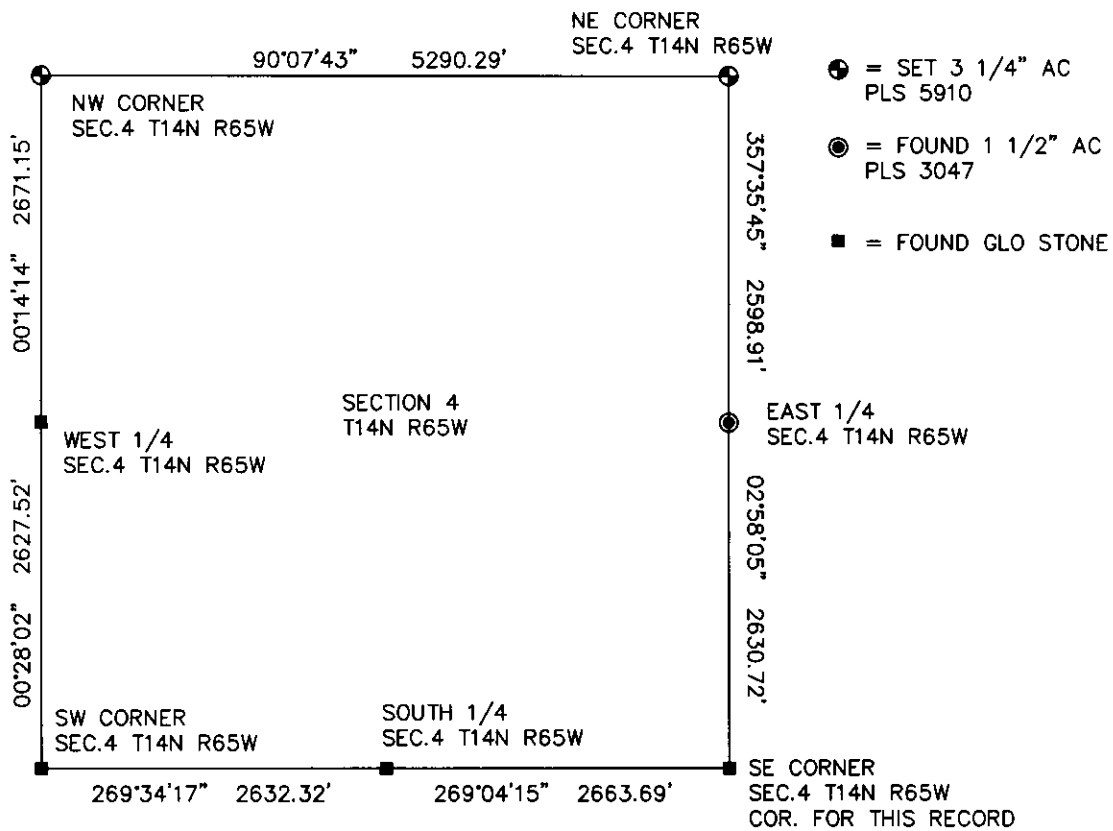 NE CORNER
SEC.4 T14N R65W
90°07'43" 5290.29'
= SET 3 1/4" AC
PLS 5910
NW CORNER
SEC.4 T14N R65W
= FOUND 1 1/2" AC
PLS 3047
= FOUND GLO STONE
00°14'14" 2671.15'
357°35'45" 2598.91'
SECTION 4
T14N R65W
WEST 1/4
SEC.4 T14N R65W
EAST 1/4
SEC.4 T14N R65W
00°28'02" 2627.52'
02°58'05" 2630.72'
SW CORNER
SEC.4 T14N R65W
SOUTH 1/4
SEC.4 T14N R65W
269°34'17" 2632.32'
269°04'15" 2663.69'
SE CORNER
SEC.4 T14N R65W
COR. FOR THIS RECORD